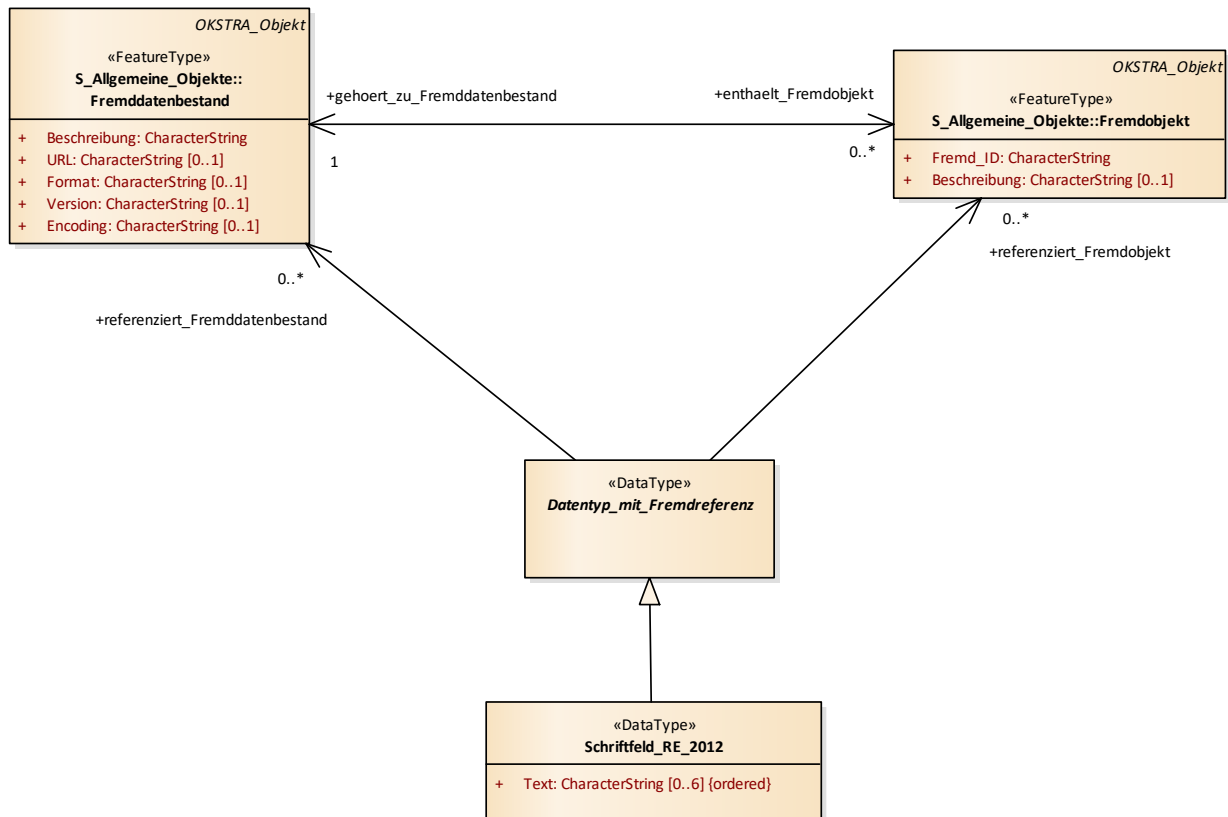 OKSTRA_Objekt
«FeatureType»
S_Allgemeine_Objekte::
Fremddatenbestand
+ Beschreibung: CharacterString
+ URL: CharacterString [0..1]
+ Format: CharacterString [0..1]
+ Version: CharacterString [0..1]
+ Encoding: CharacterString [0..1]
+gehoert_zu_Fremddatenbestand
1
+enthaelt_Fremdobjekt
0..*
OKSTRA_Objekt
«FeatureType»
S_Allgemeine_Objekte::Fremdobjekt
+ Fremd_ID: CharacterString
+ Beschreibung: CharacterString [0..1]
0..*
+referenziert_Fremddatenbestand
0..*
+referenziert_Fremdobjekt
«DataType»
Datentyp_mit_Fremdreferenz
«DataType»
Schriftfeld_RE_2012
+ Text: CharacterString [0..6] {ordered}